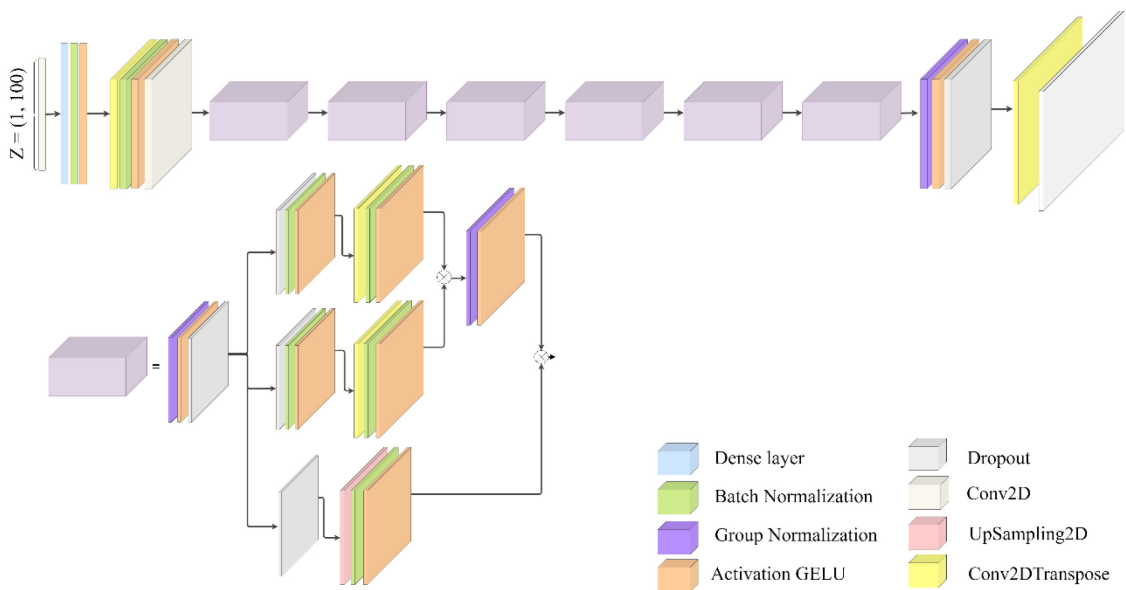 Z = (1, 100)
=
Dense layer
Batch Normalization
Group Normalization
Activation GELU
Dropout
Conv2D
UpSampling2D
Conv2DTranspose